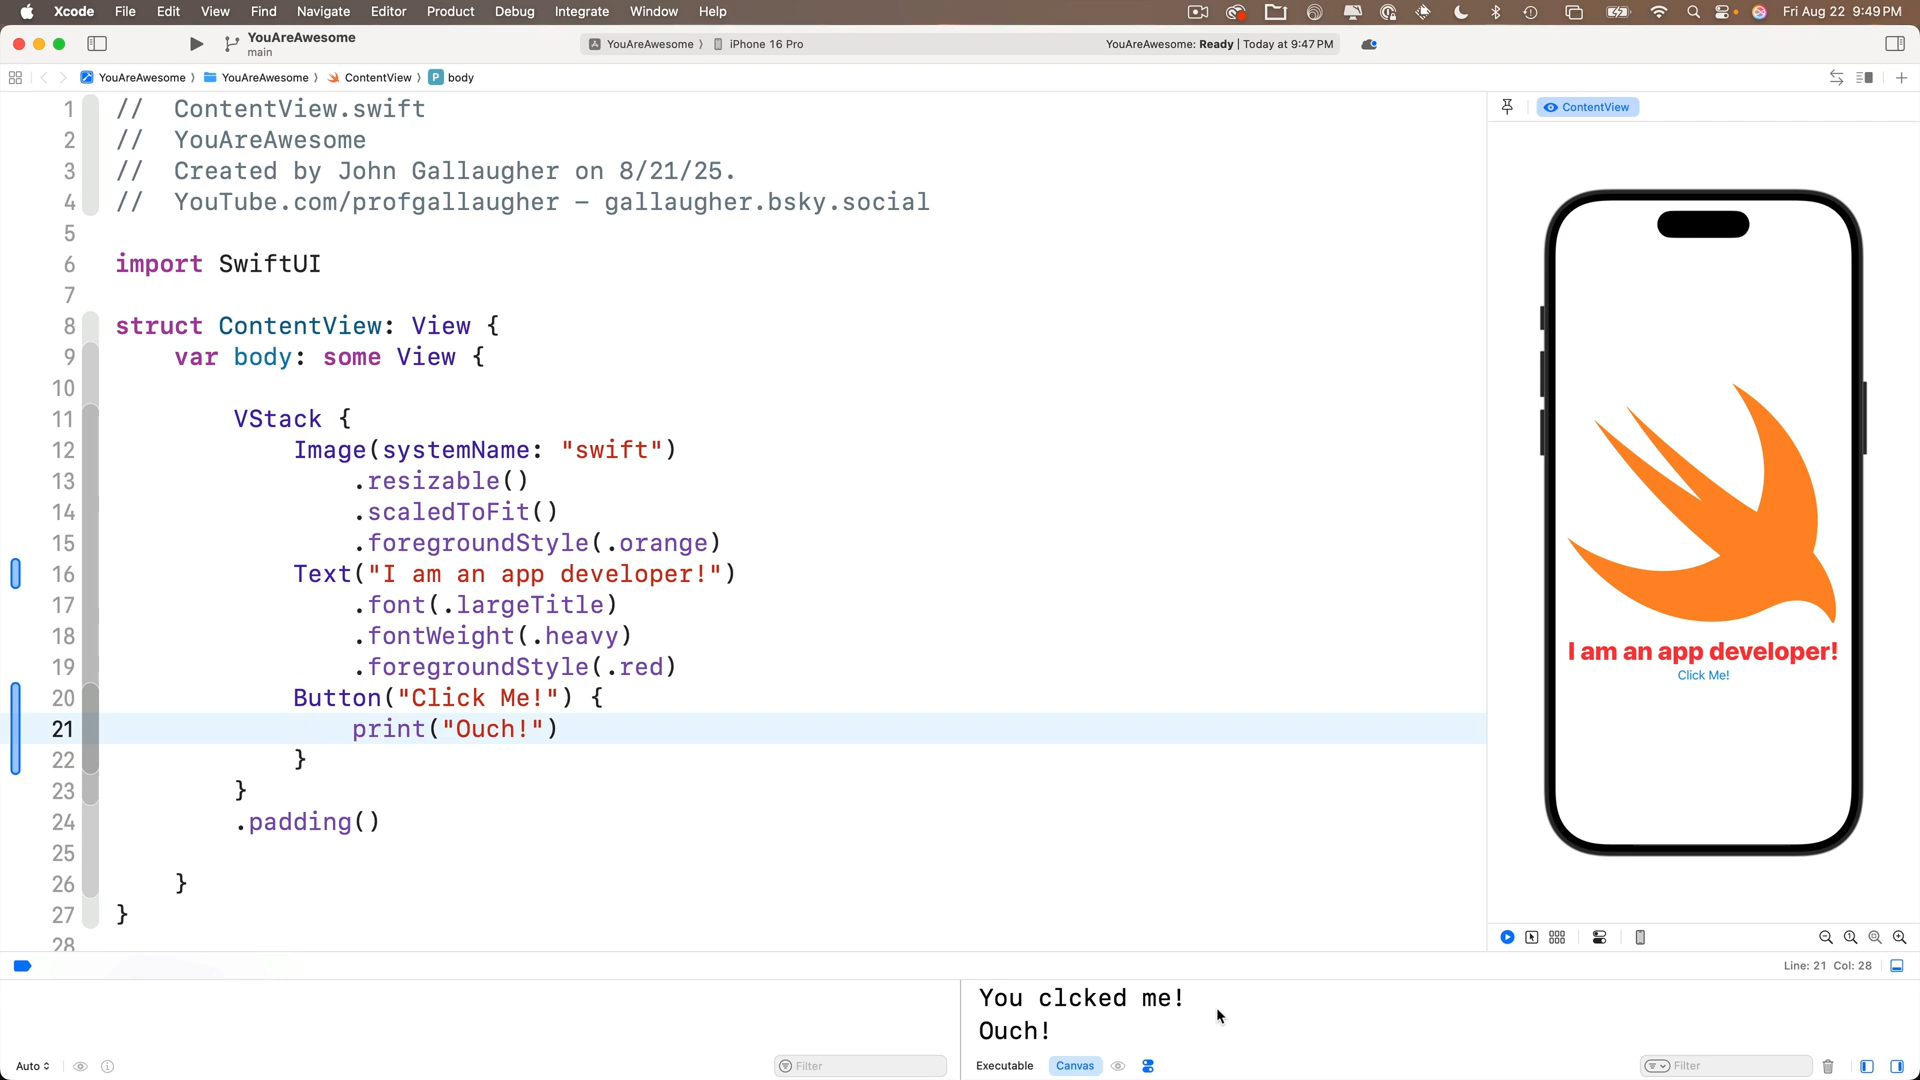 Xcode File Edit View Find Navigate Editor Product Debug Integrate Window Help Fri Aug 22 9:49 PM
YouAreAwesome
main
YouAreAwesome iPhone 16 Pro YouAreAwesome: Ready | Today at 9:47 PM
YouAreAwesome YouAreAwesome ContentView P body
ContentView
1 // ContentView.swift
2 // YouAreAwesome
3 // Created by John Gallaugher on 8/21/25.
4 // YouTube.com/profgallaugher – gallaugher.bsky.social
5
6 import SwiftUI
7
8 struct ContentView: View {
9 var body: some View {
10
11 VStack {
12 Image(systemName: "swift")
13 .resizable()
14 .scaledToFit()
15 .foregroundStyle(.orange)
16 Text("I am an app developer!")
17 .font(.largeTitle)
18 .fontWeight(.heavy)
19 .foregroundStyle(.red)
20 Button("Click Me!") {
21 print("Ouch!")
22 }
23 }
24 .padding()
25
26 }
27 }
28
I am an app developer!
Click Me!
Line: 21 Col: 28
You clcked me!
Ouch!
Auto Filter Executable Canvas Filter